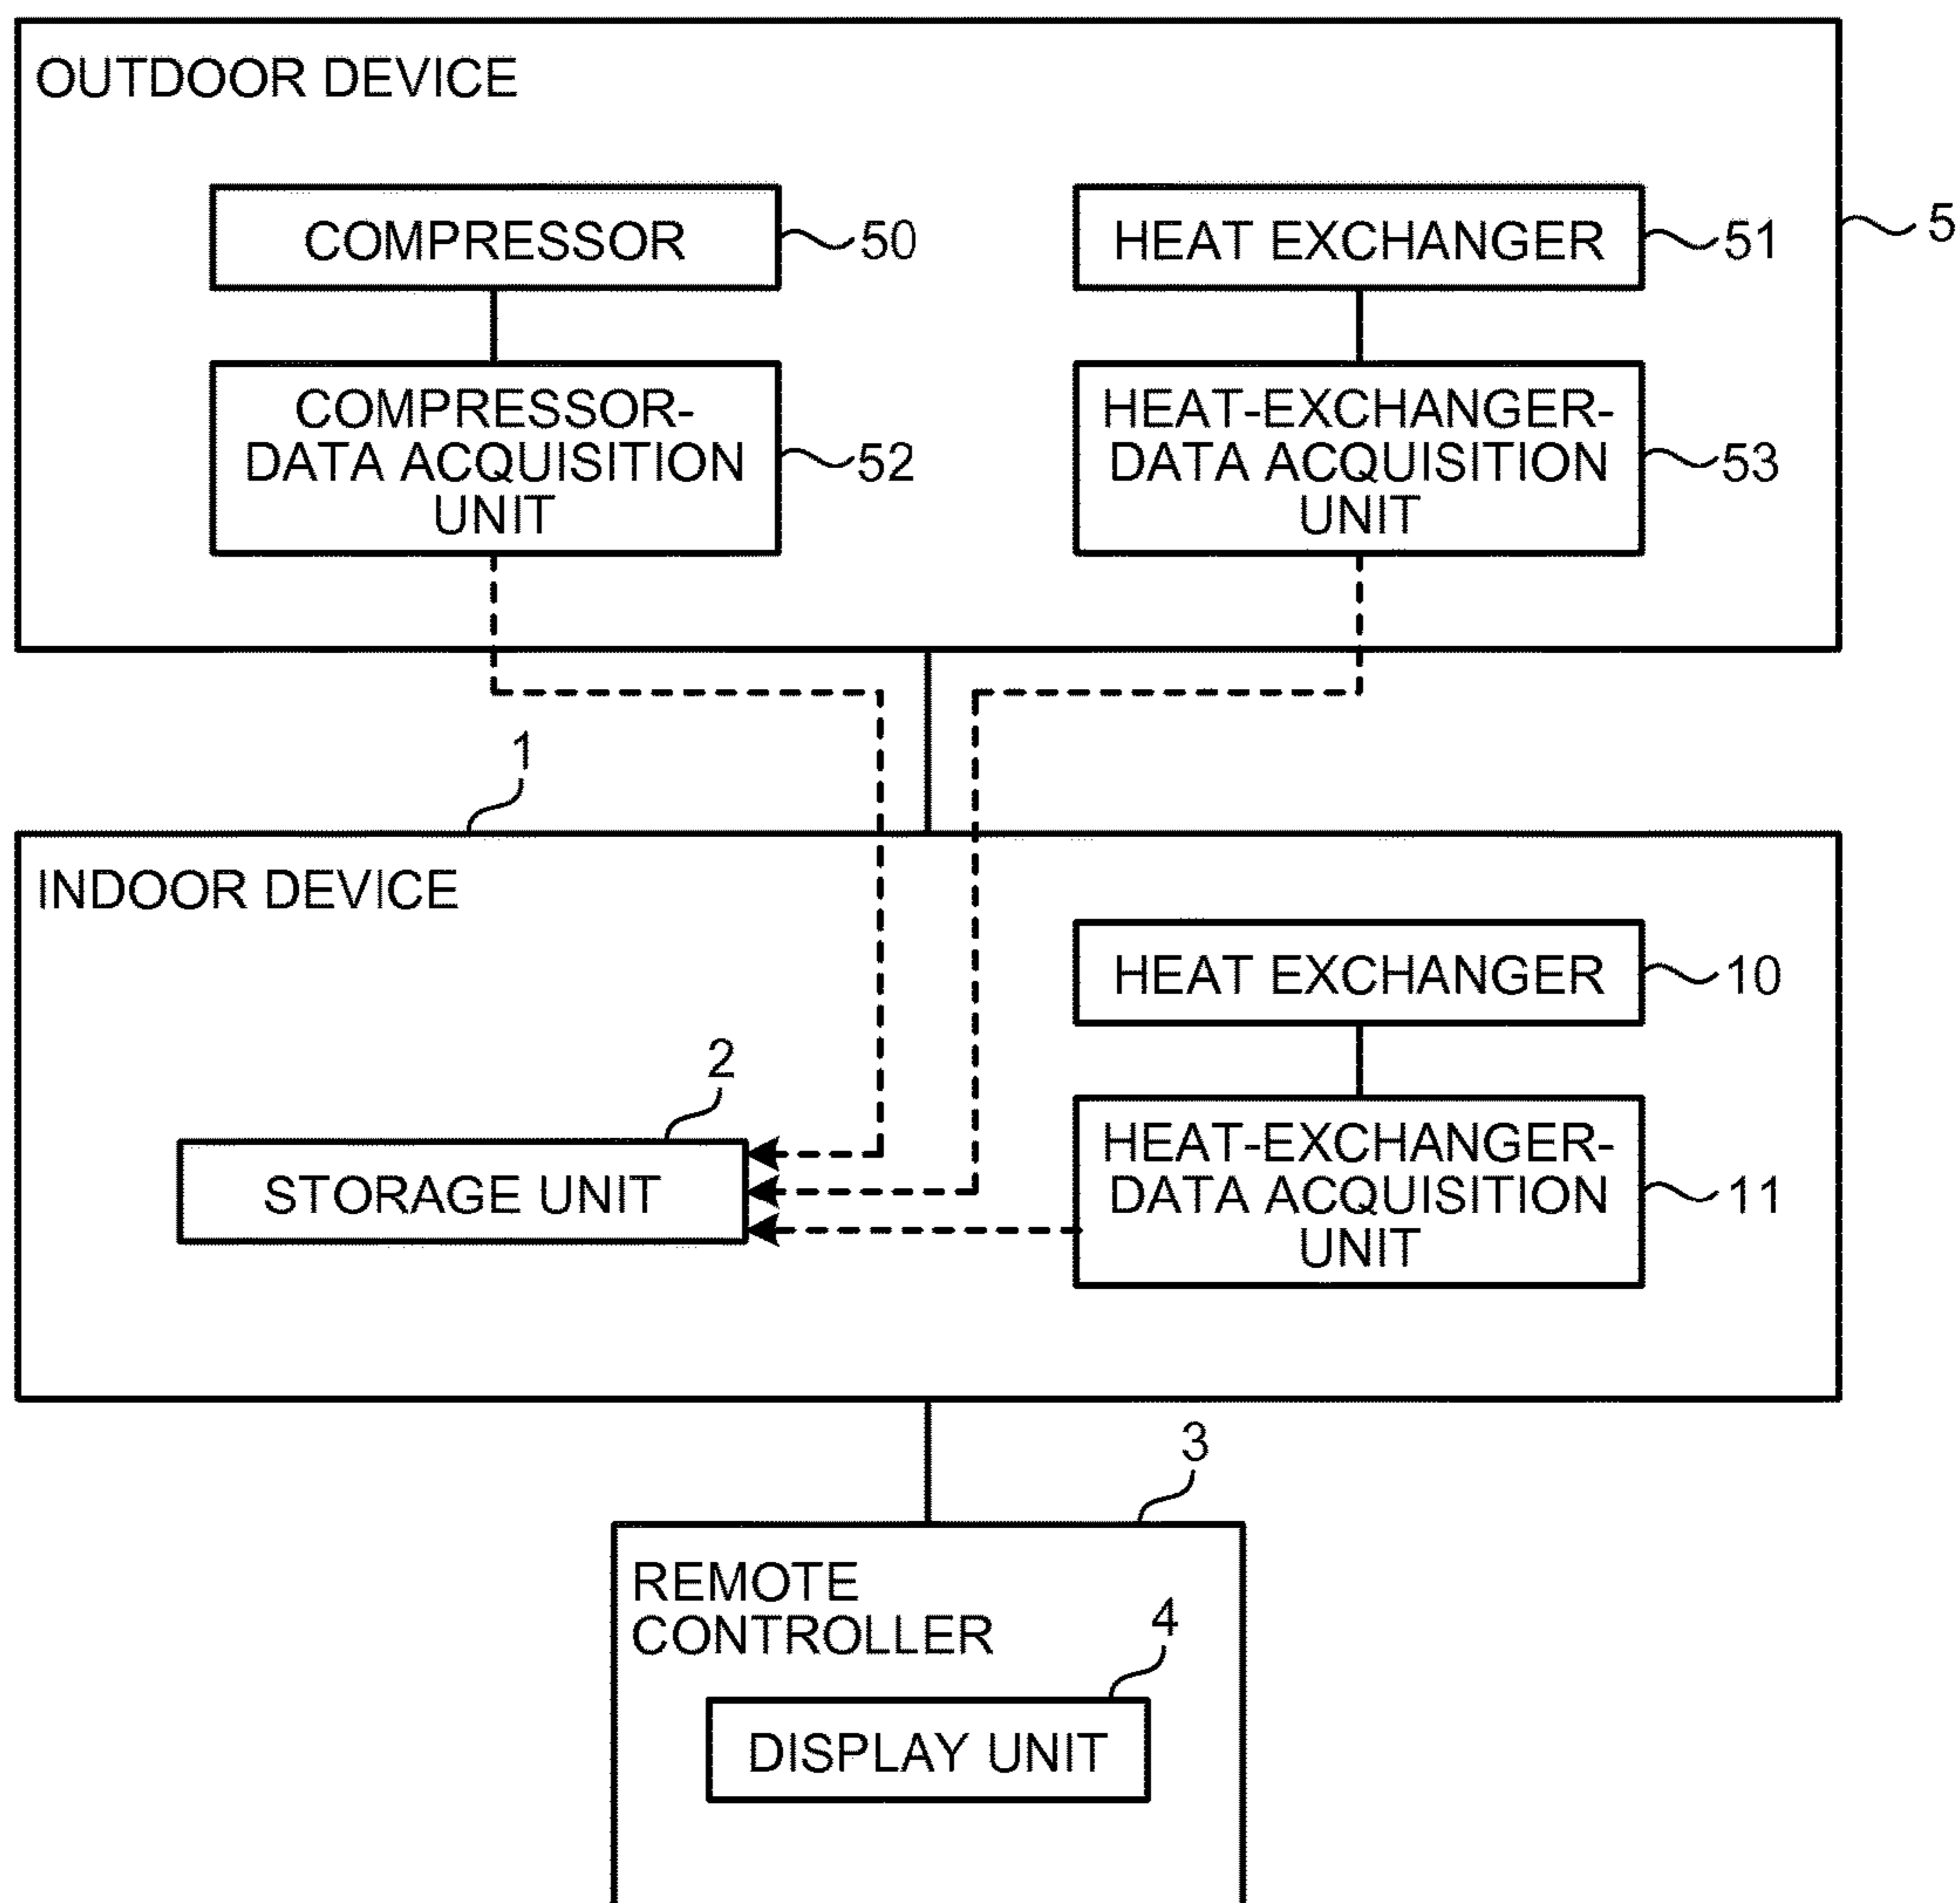 OUTDOOR DEVICE
COMPRESSOR
50
HEAT EXCHANGER
51
5
COMPRESSOR-
DATA ACQUISITION
UNIT
52
HEAT-EXCHANGER-
DATA ACQUISITION
UNIT
53
1
INDOOR DEVICE
HEAT EXCHANGER
10
2
STORAGE UNIT
HEAT-EXCHANGER-
DATA ACQUISITION
UNIT
11
3
REMOTE
CONTROLLER
4
DISPLAY UNIT